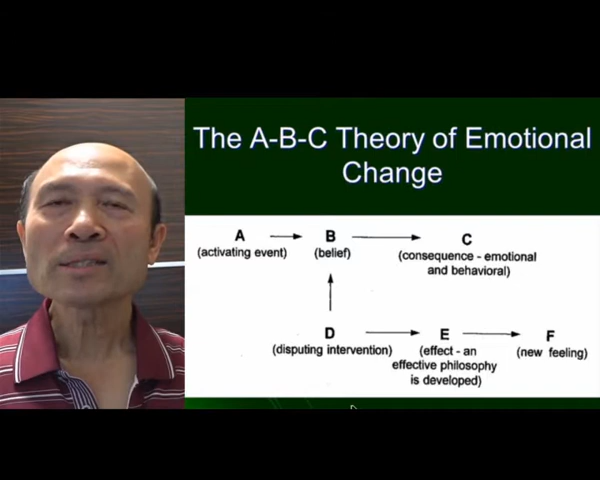 The A-B-C Theory of Emotional
Change
A B C
(activating event) (belief) (consequence - emotional
and behavioral)
D E F
(disputing intervention) (effect - an (new feeling)
effective philosophy
is developed)